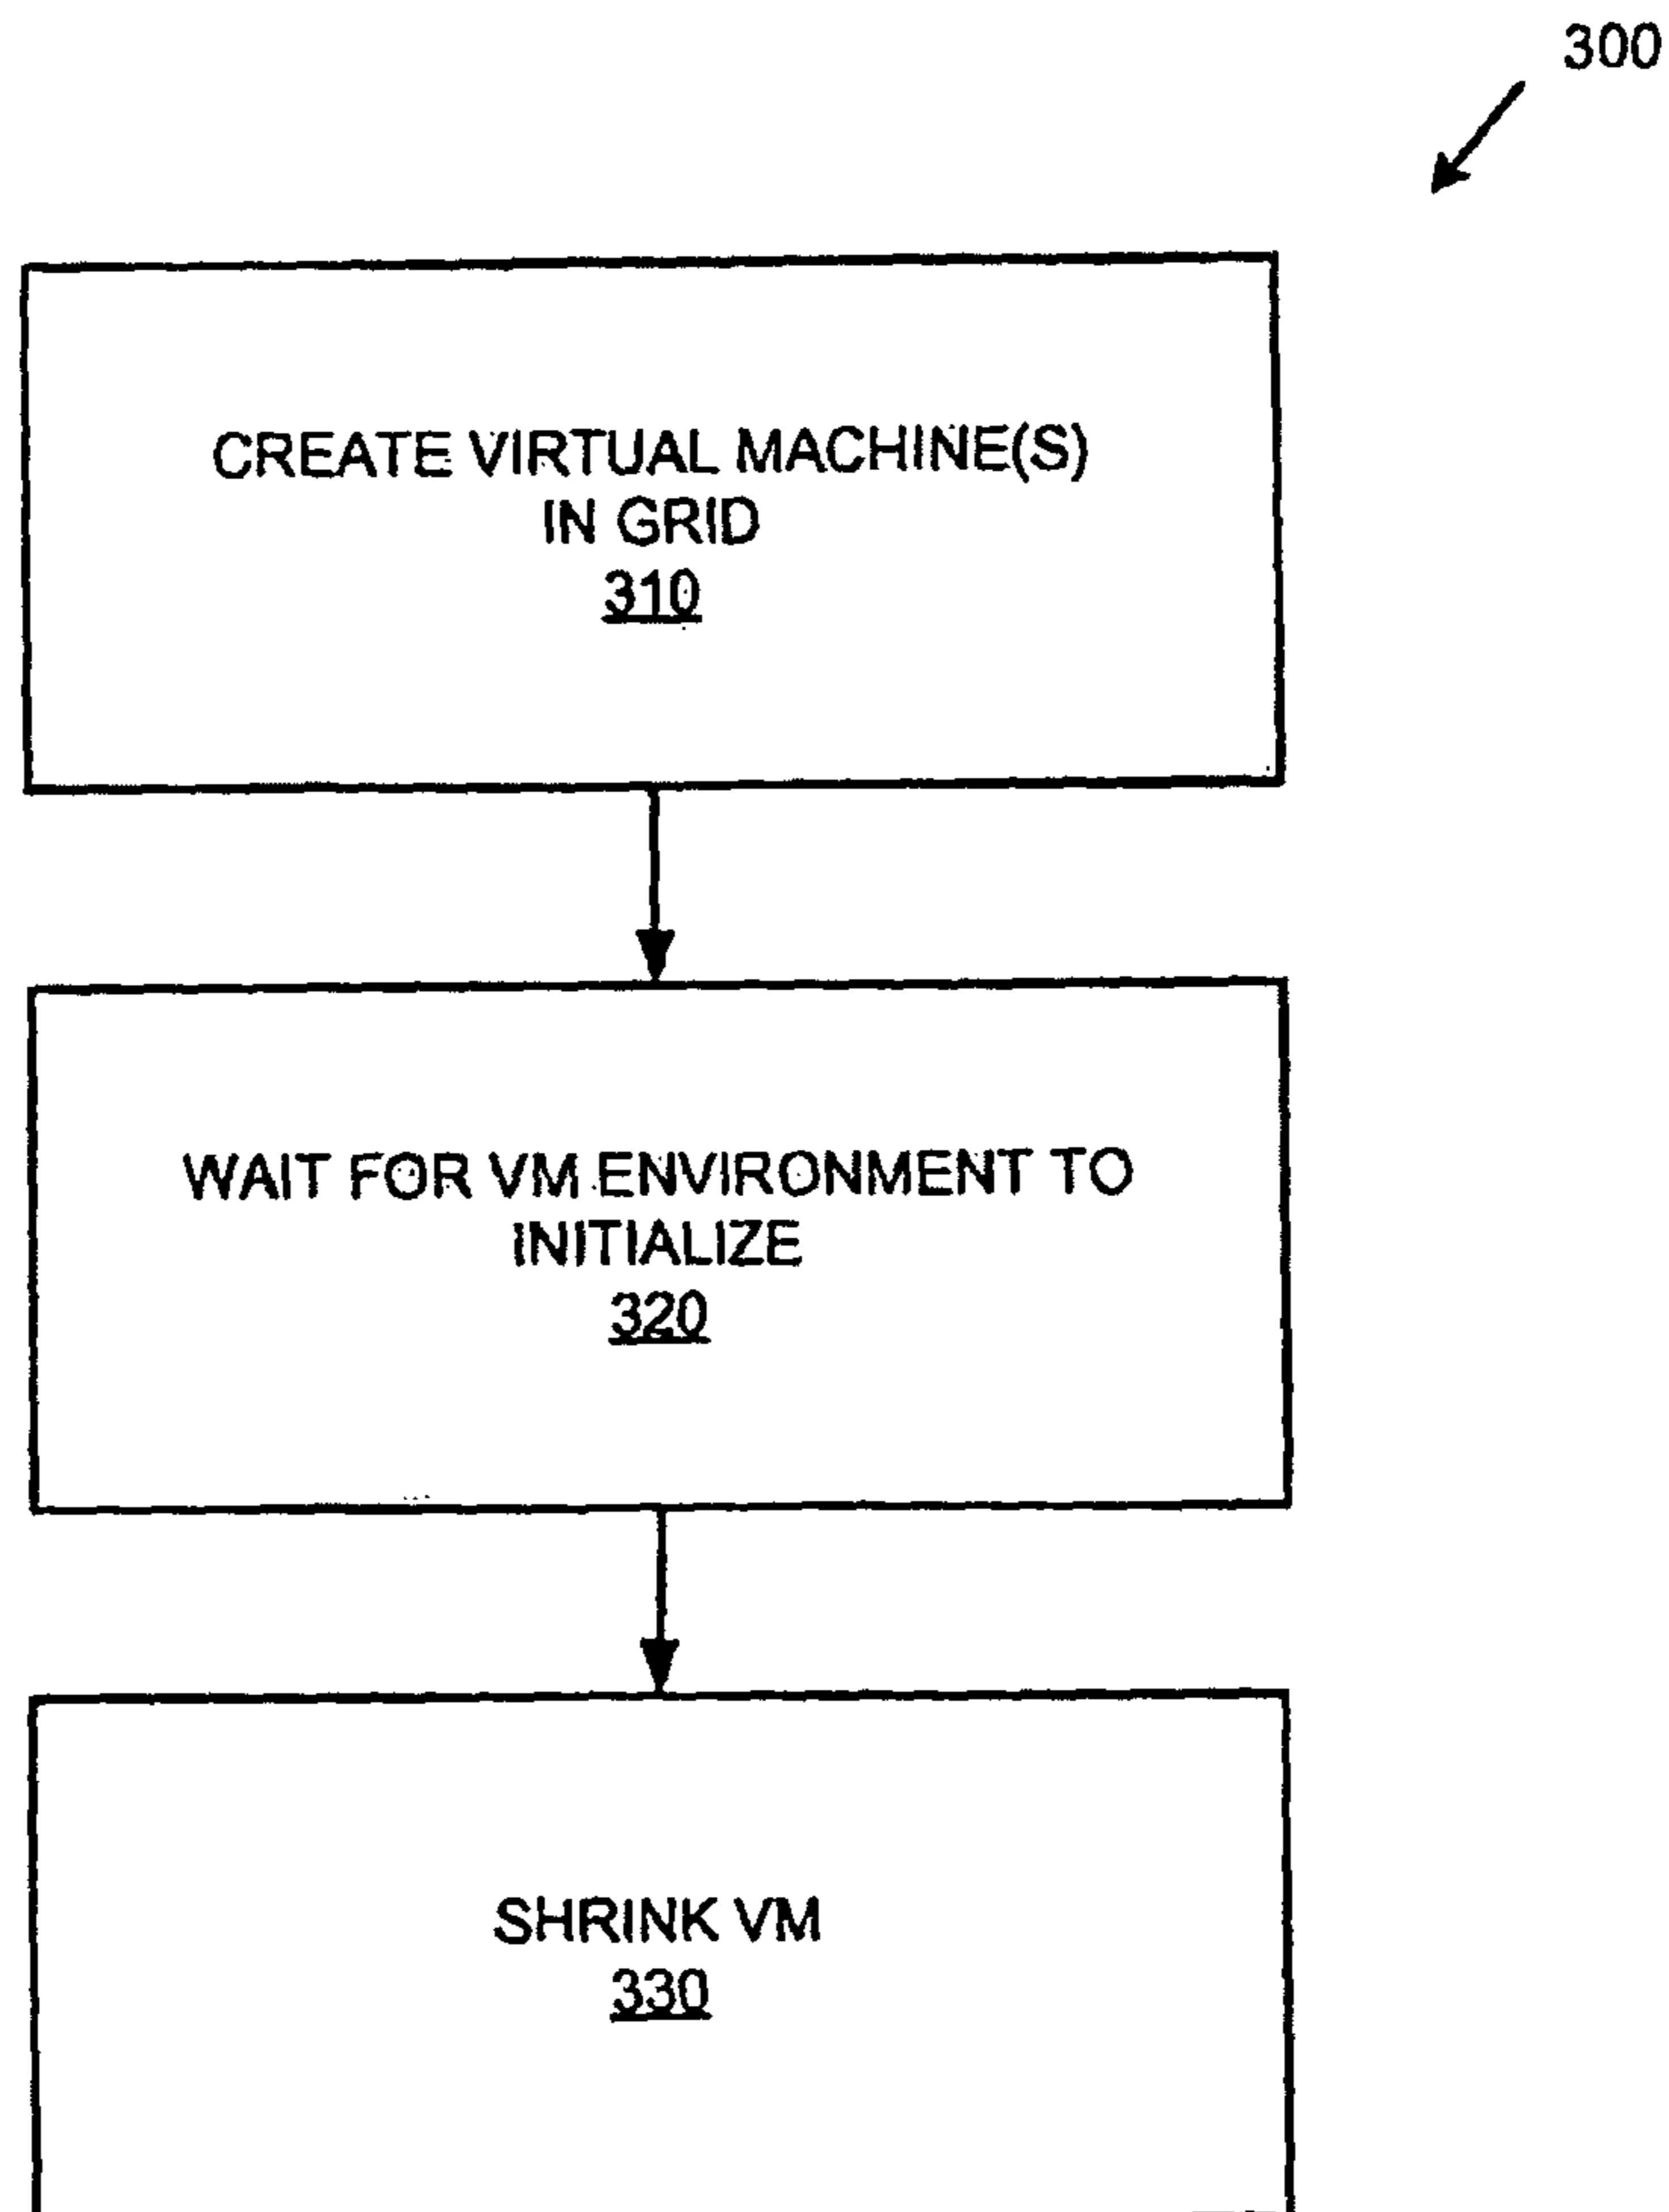 300
CREATE VIRTUAL MACHINE(S)
IN GRID
310
WAIT FOR VM ENVIRONMENT TO
INITIALIZE
320
SHRINK VM
330